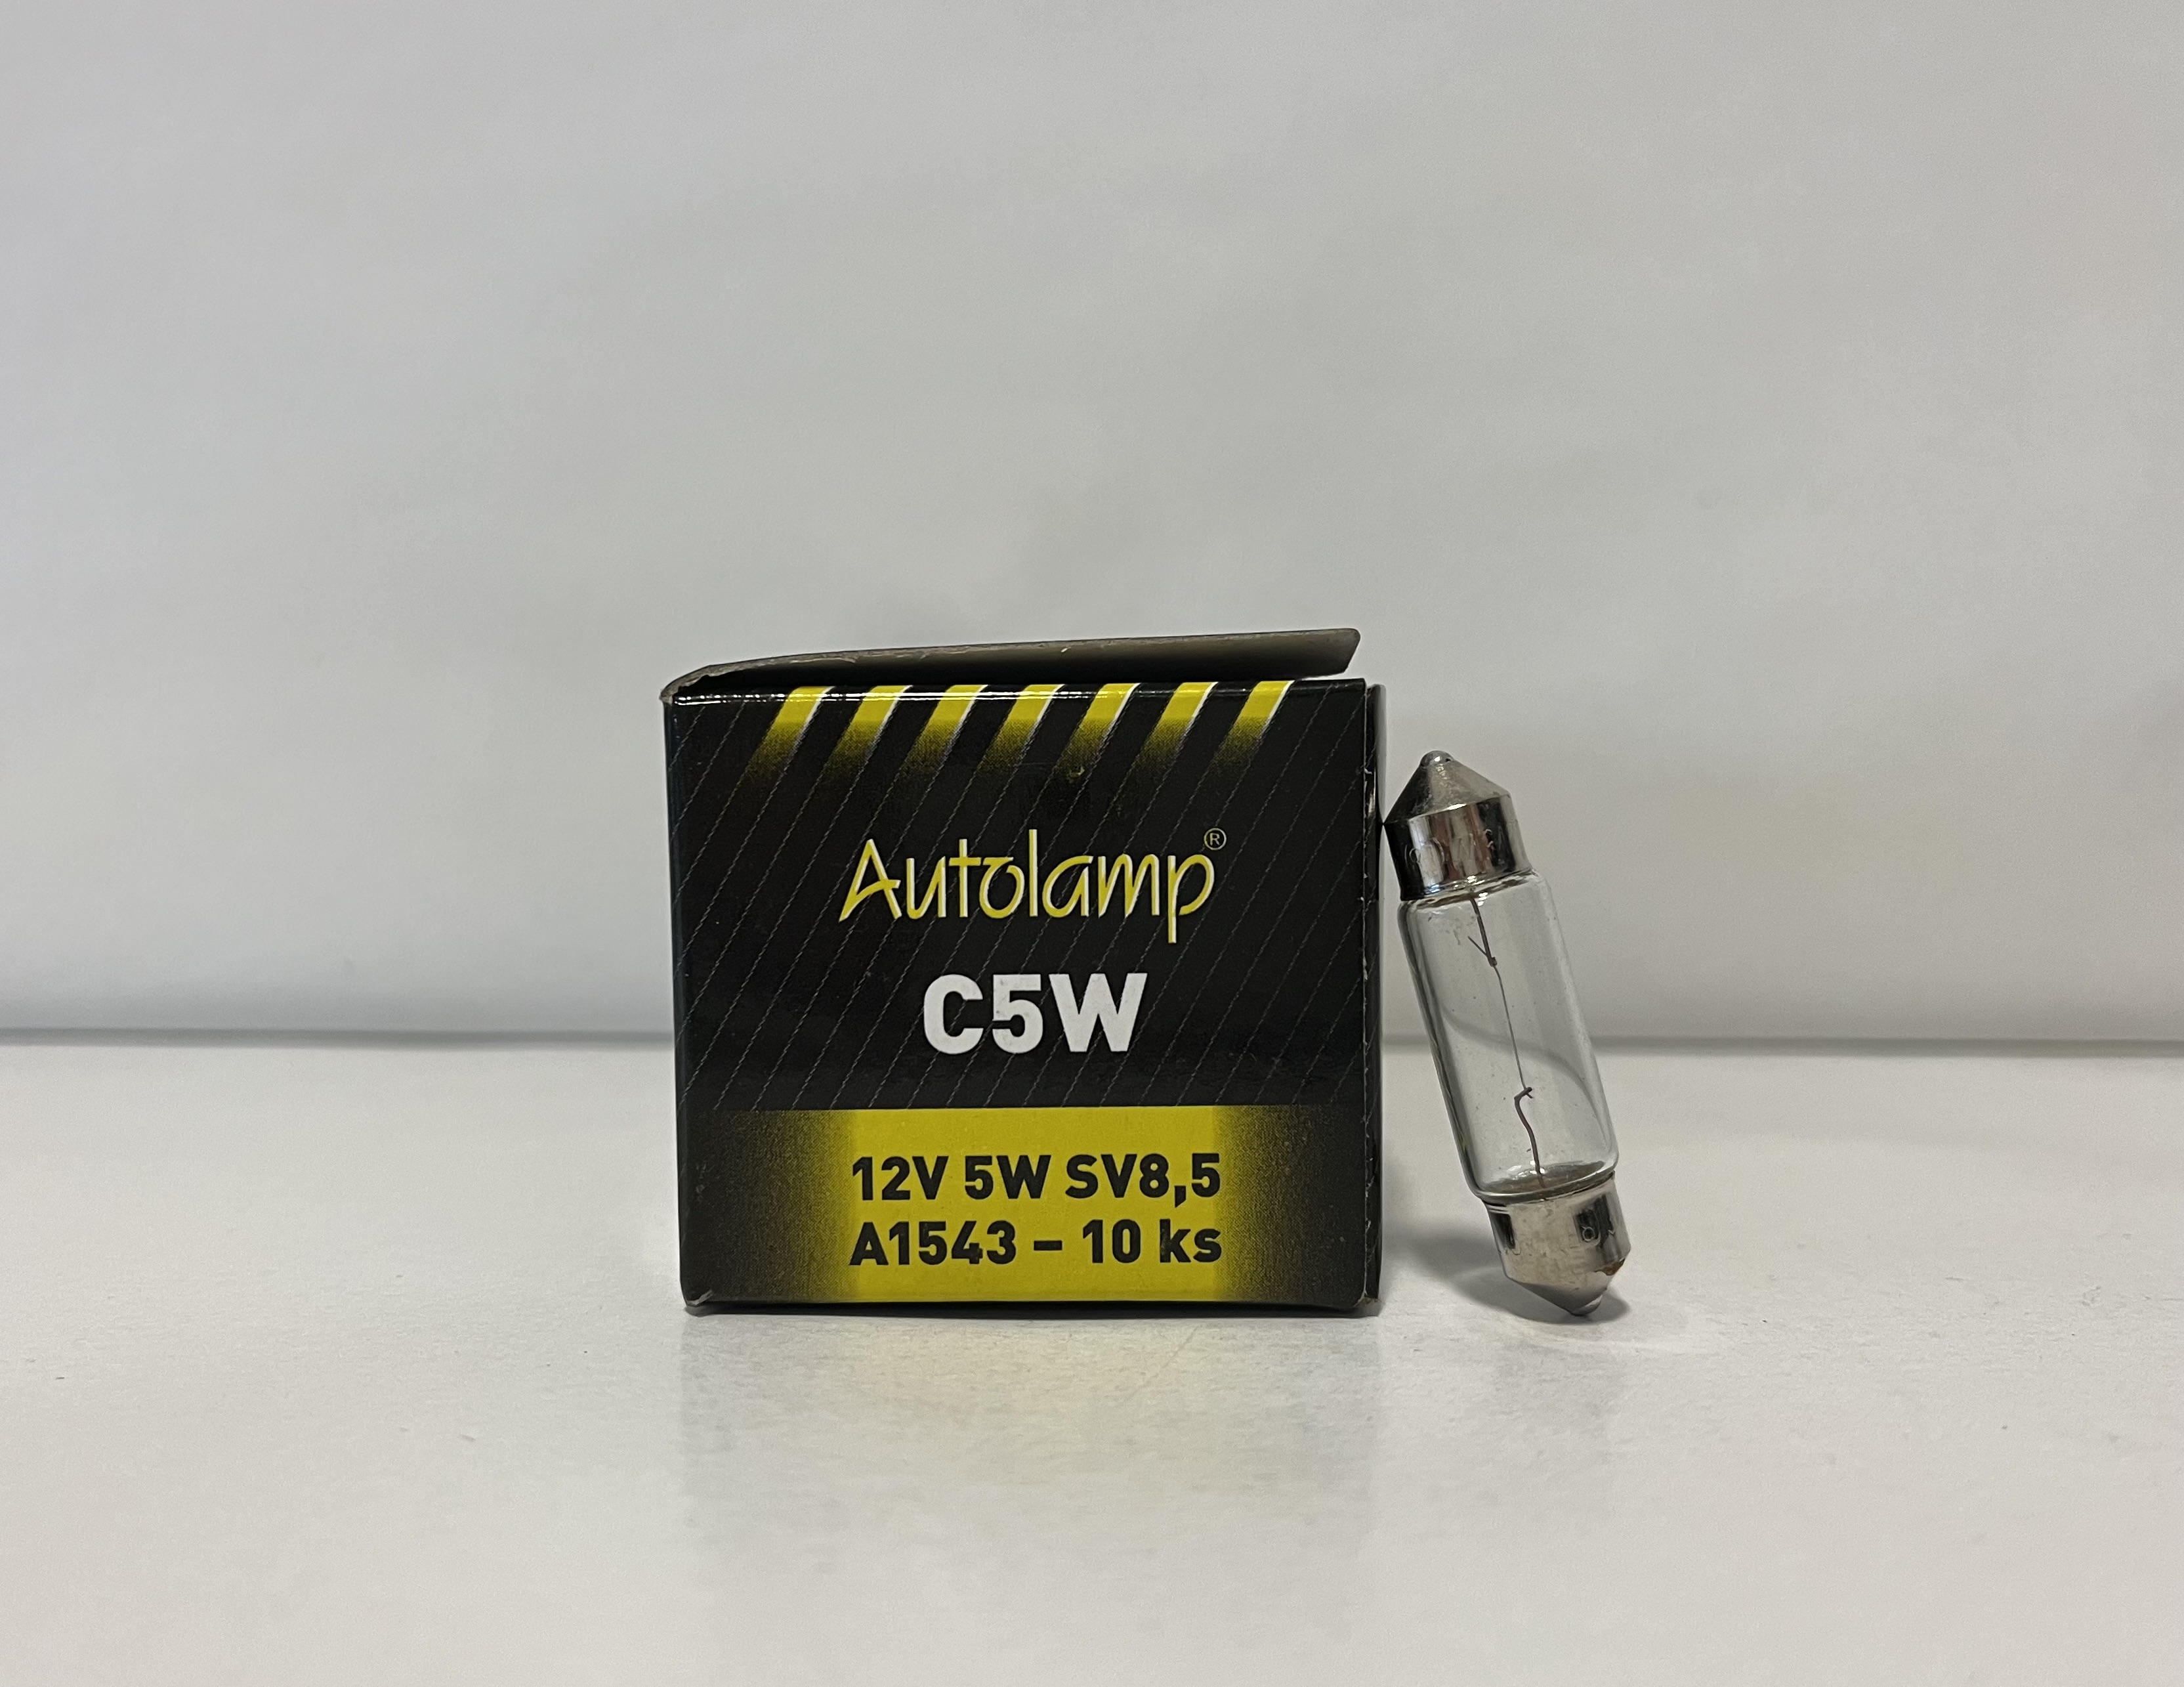 Autolamp®
C5W
12V 5W SV8,5
A1543 – 10 ks